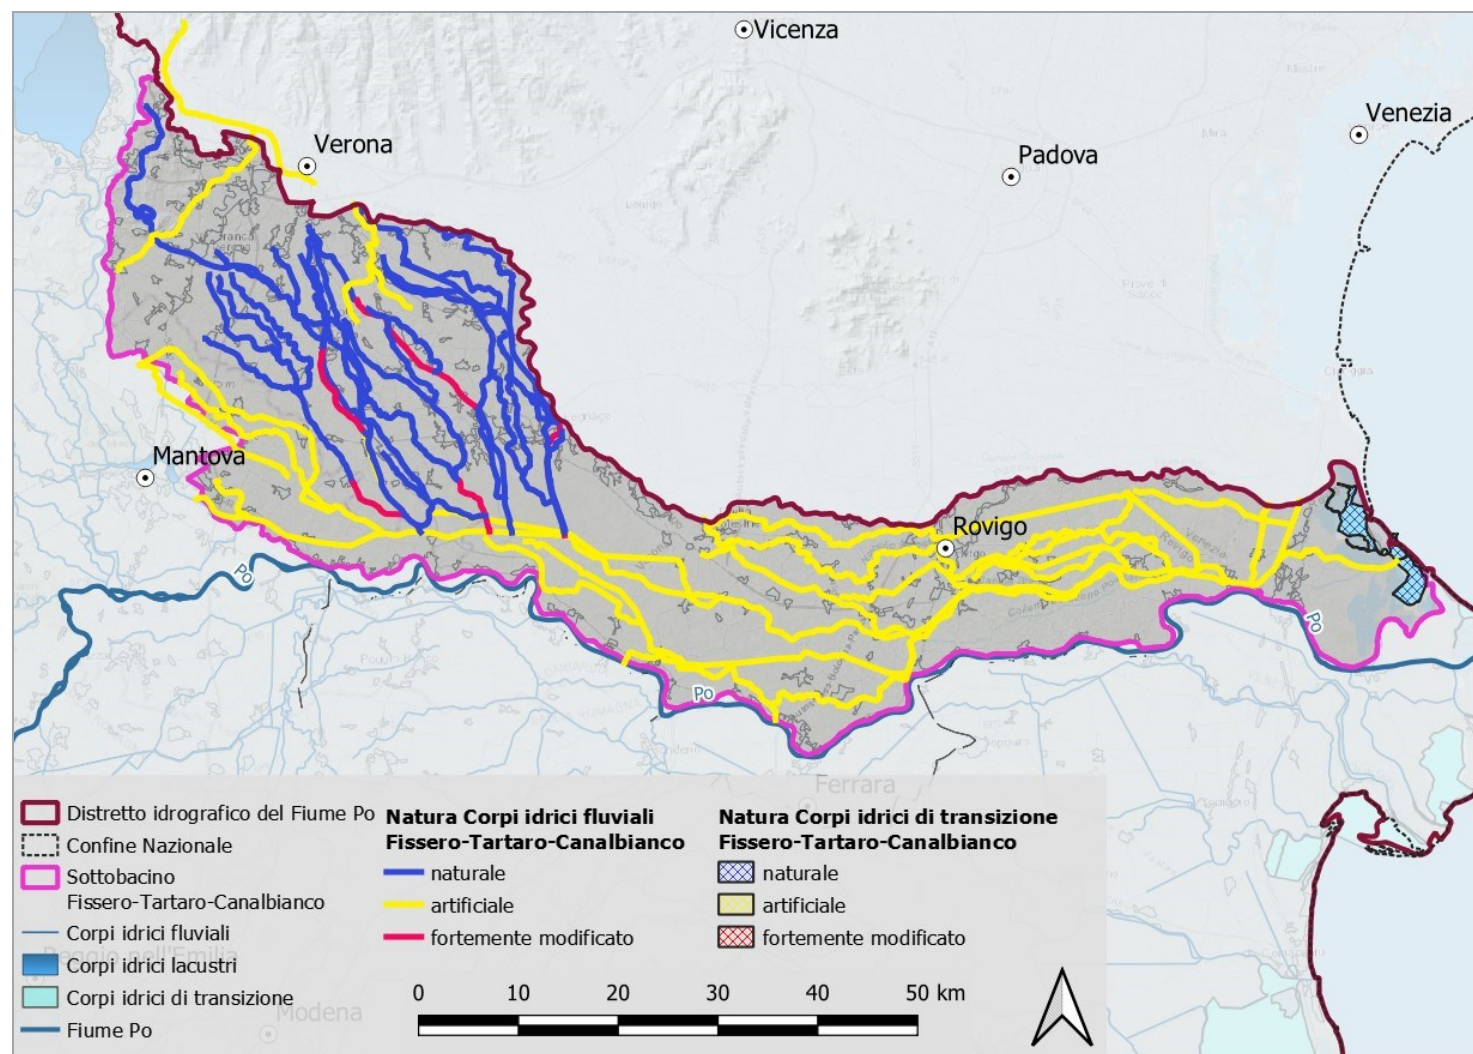 Vicenza
Venezia
Verona
Padova
Mantova
Rovigo
Po
Po
Po
Ferrara
Distretto idrografico del Fiume Po
Confine Nazionale
Sottobacino
Fissero-Tartaro-Canalbianco
Corpi idrici fluviali
Corpi idrici lacustri
Corpi idrici di transizione
Fiume Po
Natura Corpi idrici fluviali
Fissero-Tartaro-Canalbianco
naturale
artificiale
fortemente modificato
Natura Corpi idrici di transizione
Fissero-Tartaro-Canalbianco
naturale
artificiale
fortemente modificato
Reggio nell'Emilia
Modena
0 10 20 30 40 50 km